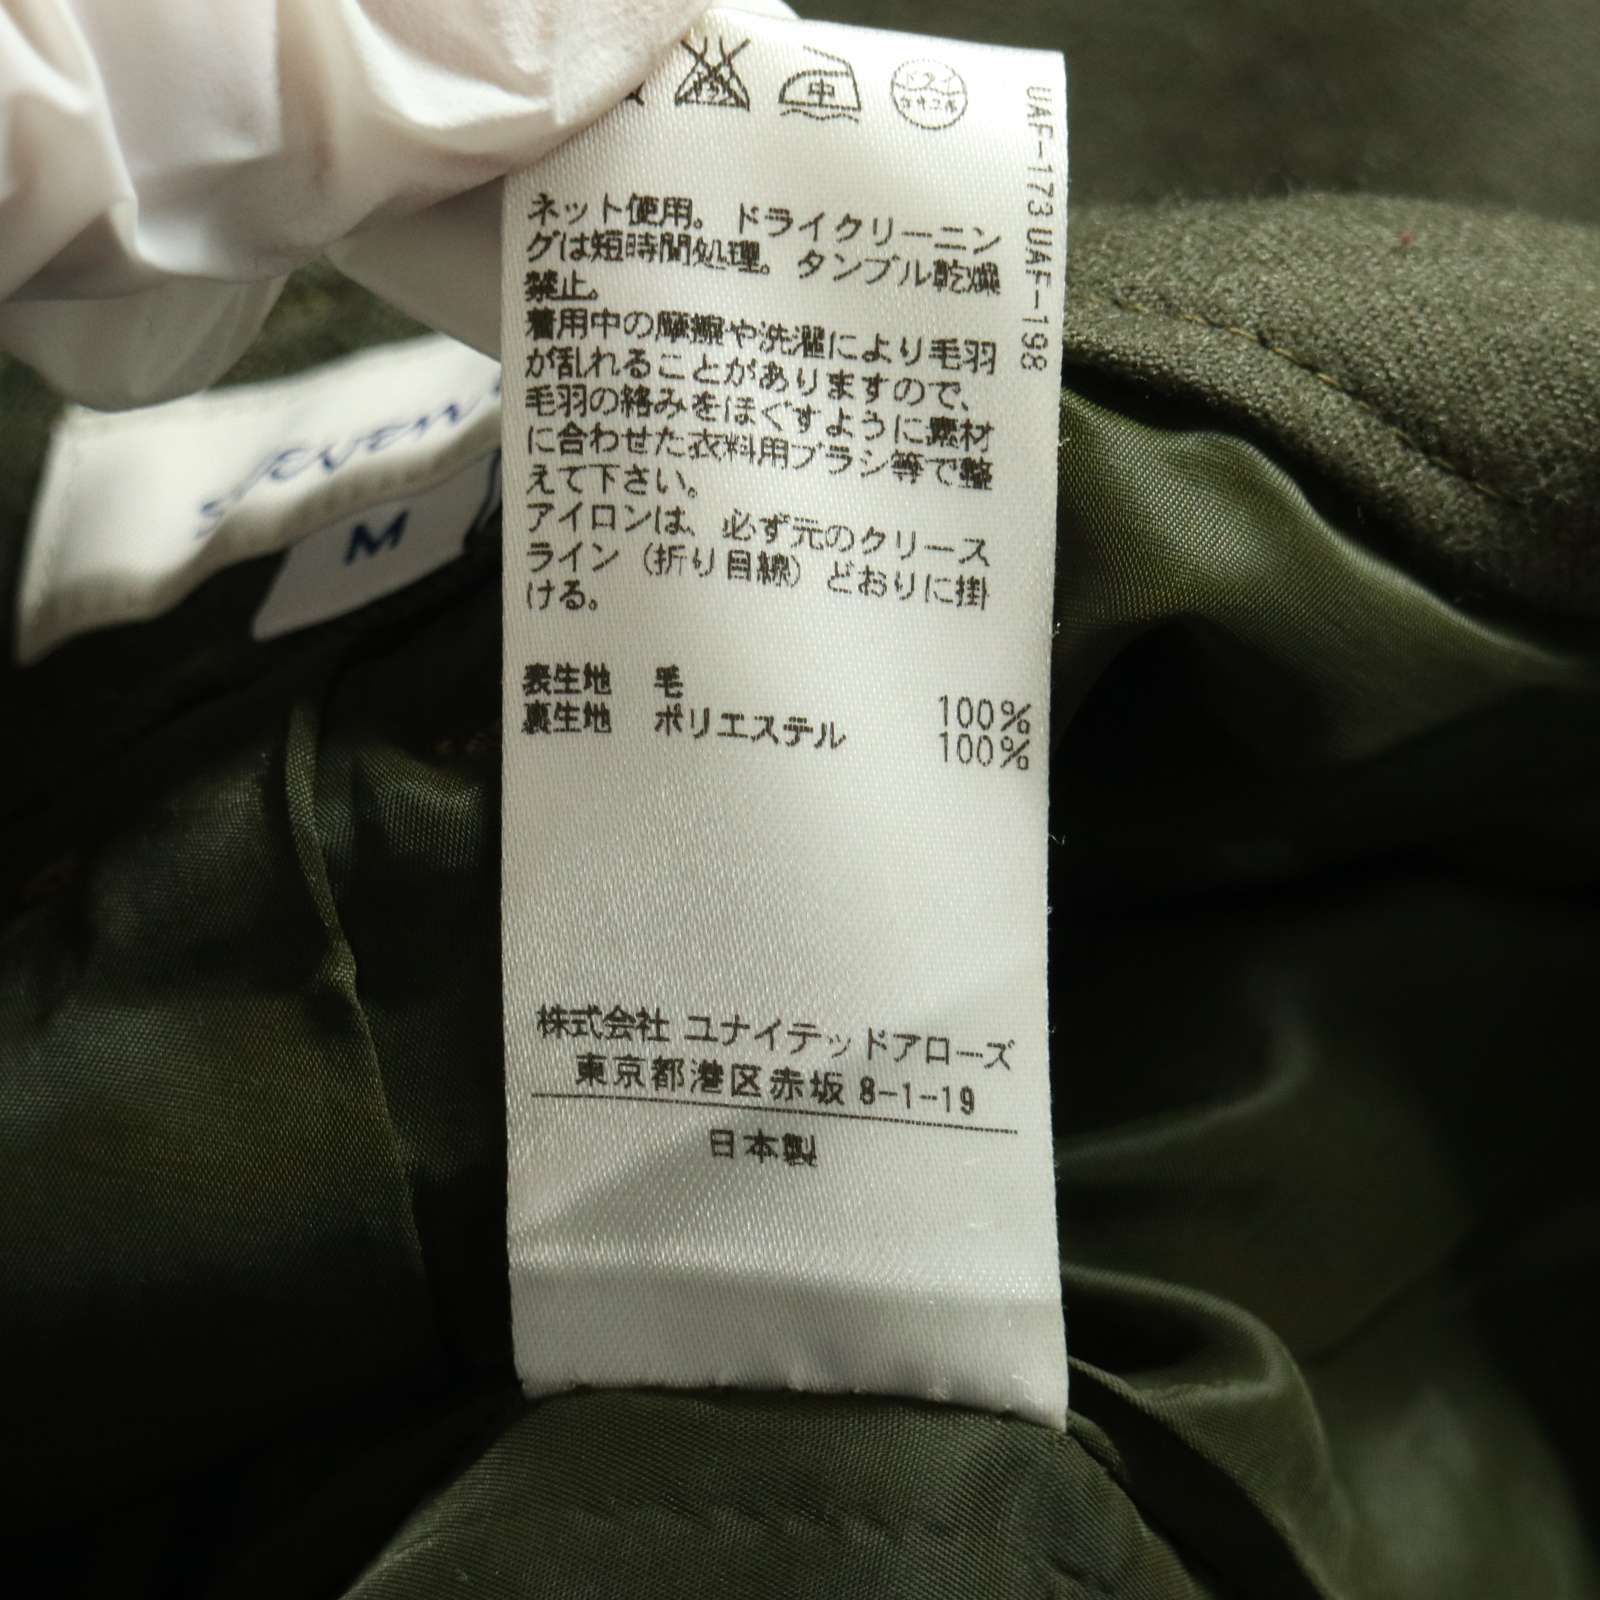 中
ドライ
セキユ系
UAF-173 UAF-198
ネット使用。ドライクリーニン
グは短時間処理。タンブル乾燥
禁止。
着用中の摩擦や洗濯により毛羽
が乱れることがありますので、
毛羽の絡みをほぐすように素材
に合わせた衣料用ブラシ等で整
えて下さい。
アイロンは、必ず元のクリース
ライン（折り目線）どおりに掛
ける。
表生地 毛 100%
裏生地 ポリエステル 100%
株式会社 ユナイテッドアローズ
東京都港区赤坂 8-1-19
日本製
M